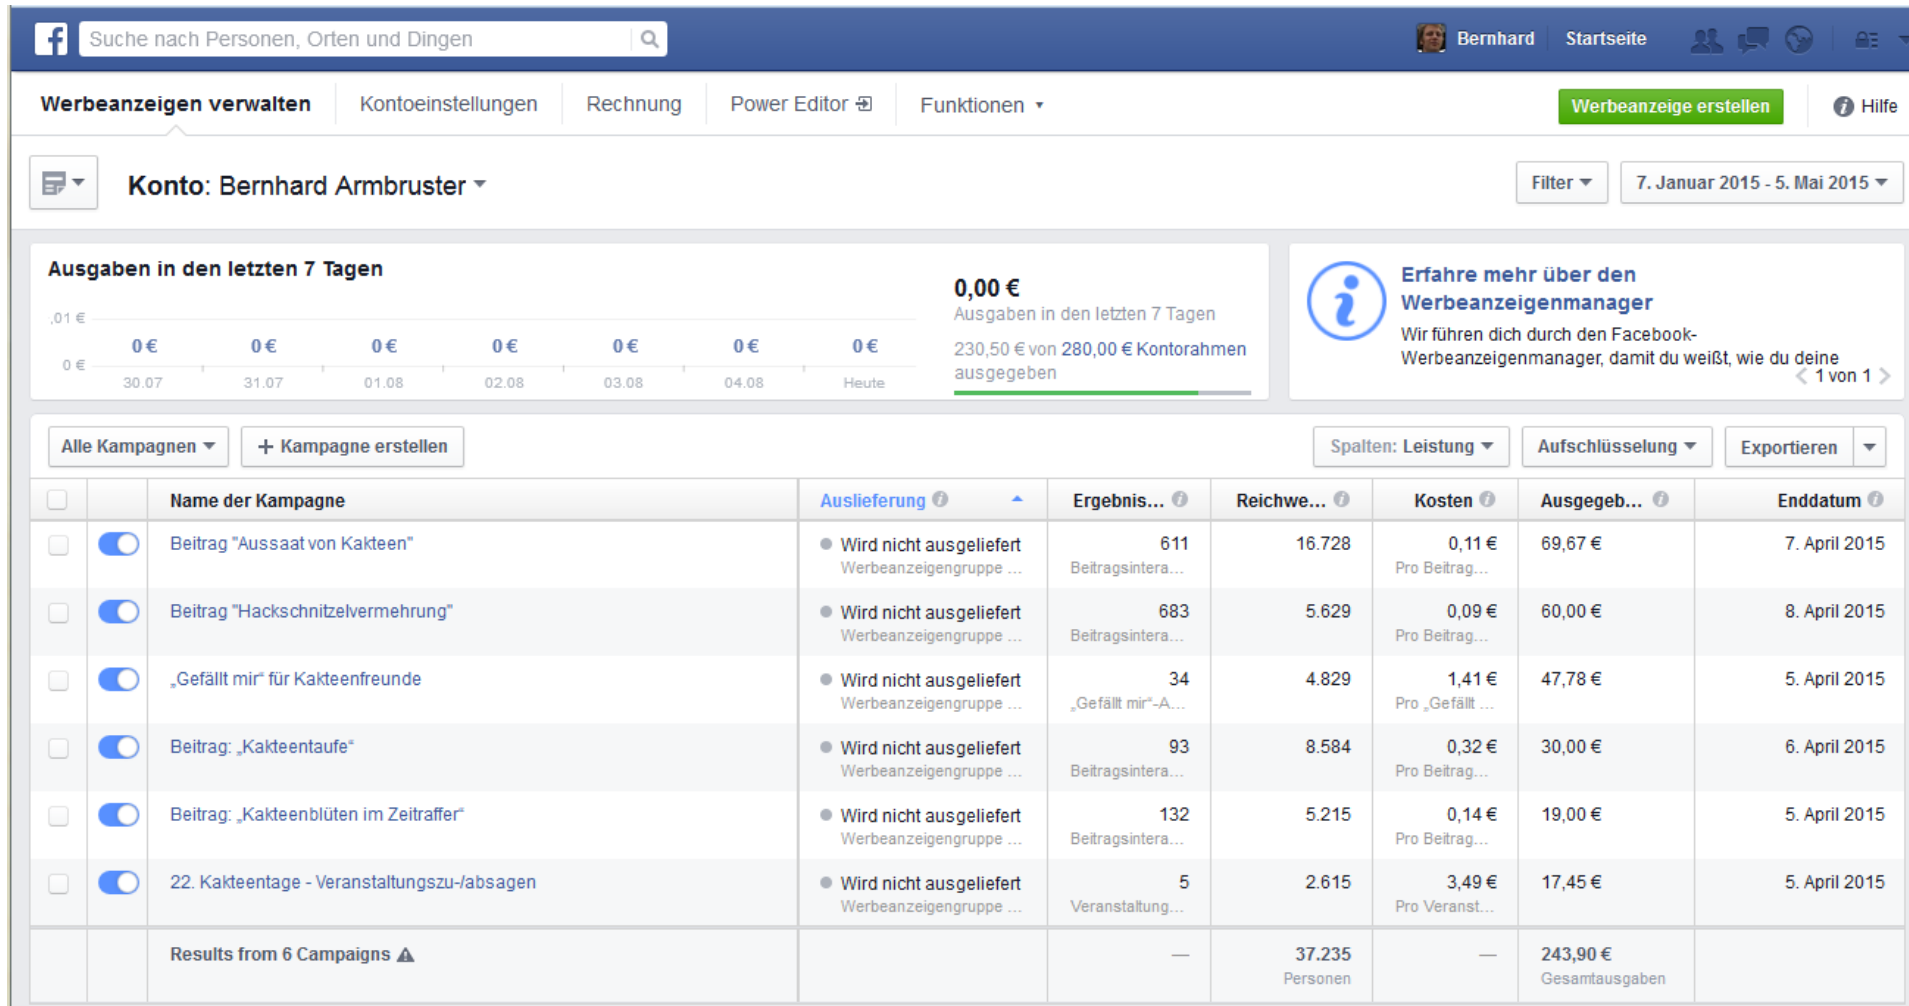 f Suche nach Personen, Orten und Dingen Bernhard Startseite
Werbeanzeigen verwalten Kontoeinstellungen Rechnung Power Editor Funktionen Werbeanzeige erstellen Hilfe
Konto: Bernhard Armbruster Filter 7. Januar 2015 - 5. Mai 2015
Ausgaben in den letzten 7 Tagen
,01 €
0 € 0 € 0 € 0 € 0 € 0 € 0 €
0 €
30.07 31.07 01.08 02.08 03.08 04.08 Heute
0,00 €
Ausgaben in den letzten 7 Tagen
230,50 € von 280,00 € Kontorahmen
ausgegeben
Erfahre mehr über den
Werbeanzeigenmanager
Wir führen dich durch den Facebook-
Werbeanzeigenmanager, damit du weißt, wie du deine
1 von 1
Alle Kampagnen + Kampagne erstellen Spalten: Leistung Aufschlüsselung Exportieren
Name der Kampagne Auslieferung Ergebnis... Reichwe... Kosten Ausgegeb... Enddatum
Beitrag "Aussaat von Kakteen" Wird nicht ausgeliefert 611 16.728 0,11 € 69,67 € 7. April 2015
Werbeanzeigengruppe ... Beitragsintera... Pro Beitrag...
Beitrag "Hackschnitzelvermehrung" Wird nicht ausgeliefert 683 5.629 0,09 € 60,00 € 8. April 2015
Werbeanzeigengruppe ... Beitragsintera... Pro Beitrag...
„Gefällt mir“ für Kakteenfreunde Wird nicht ausgeliefert 34 4.829 1,41 € 47,78 € 5. April 2015
Werbeanzeigengruppe ... „Gefällt mir“-A... Pro „Gefällt ...
Beitrag: „Kakteentaufe“ Wird nicht ausgeliefert 93 8.584 0,32 € 30,00 € 6. April 2015
Werbeanzeigengruppe ... Beitragsintera... Pro Beitrag...
Beitrag: „Kakteenblüten im Zeitraffer“ Wird nicht ausgeliefert 132 5.215 0,14 € 19,00 € 5. April 2015
Werbeanzeigengruppe ... Beitragsintera... Pro Beitrag...
22. Kakteentage - Veranstaltungszu-/absagen Wird nicht ausgeliefert 5 2.615 3,49 € 17,45 € 5. April 2015
Werbeanzeigengruppe ... Veranstaltung... Pro Veranst...
Results from 6 Campaigns — 37.235 — 243,90 €
Personen Gesamtausgaben